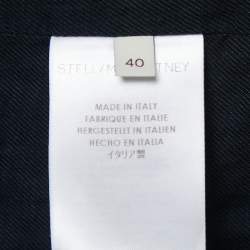 40
STELLA McCARTNEY
MADE IN ITALY
FABRIQUE EN ITALIE
HERGESTELLT IN ITALIEN
HECHO EN ITALIA
イタリア製